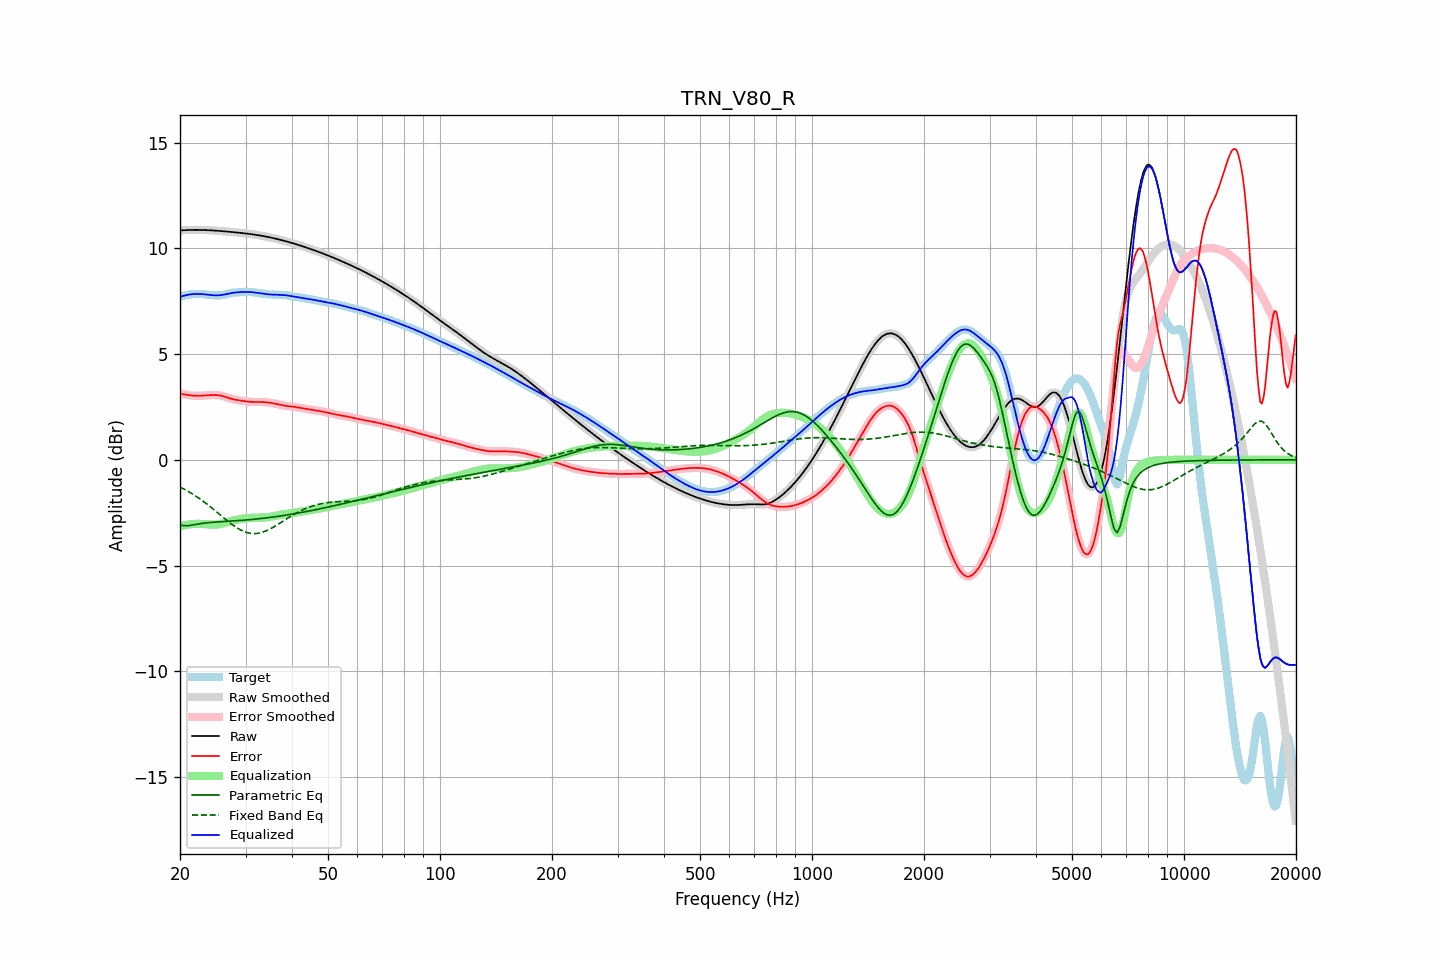 TRN_V80_R
15
10
5
0
−5
−10
−15
Amplitude (dBr)
Target
Raw Smoothed
Error Smoothed
Raw
Error
Equalization
Parametric Eq
Fixed Band Eq
Equalized
20 50 100 200 500 1000 2000 5000 10000 20000
Frequency (Hz)